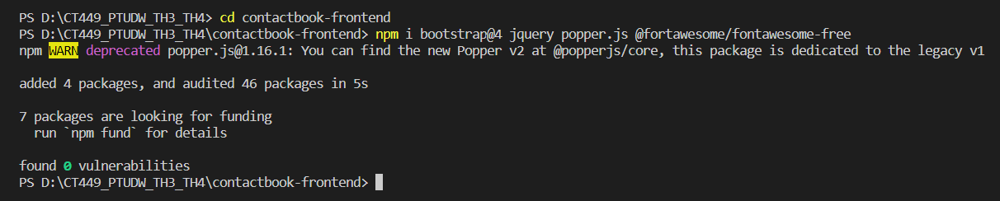 PS D:\CT449_PTUDW_TH3_TH4> cd contactbook-frontend
PS D:\CT449_PTUDW_TH3_TH4\contactbook-frontend> npm i bootstrap@4 jquery popper.js @fortawesome/fontawesome-free
npm WARN deprecated popper.js@1.16.1: You can find the new Popper v2 at @popperjs/core, this package is dedicated to the legacy v1
added 4 packages, and audited 46 packages in 5s
7 packages are looking for funding
  run `npm fund` for details
found 0 vulnerabilities
PS D:\CT449_PTUDW_TH3_TH4\contactbook-frontend>